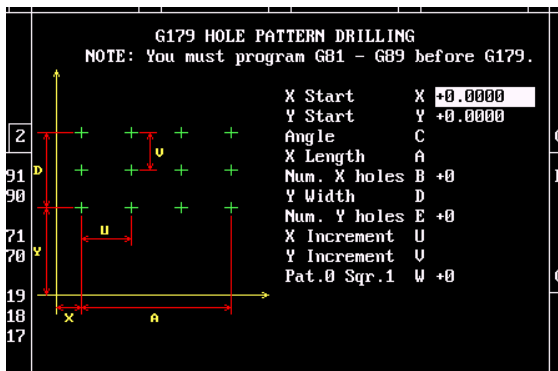 G179 HOLE PATTERN DRILLING
NOTE: You must program G81 - G89 before G179.
X Start X +0.0000
Y Start Y +0.0000
Angle C
X Length A
Num. X holes B +0
Y Width D
Num. Y holes E +0
X Increment U
Y Increment V
Pat.0 Sqr.1 W +0
2
V
D
91
90
U
71
Y
70
19
X
A
18
17